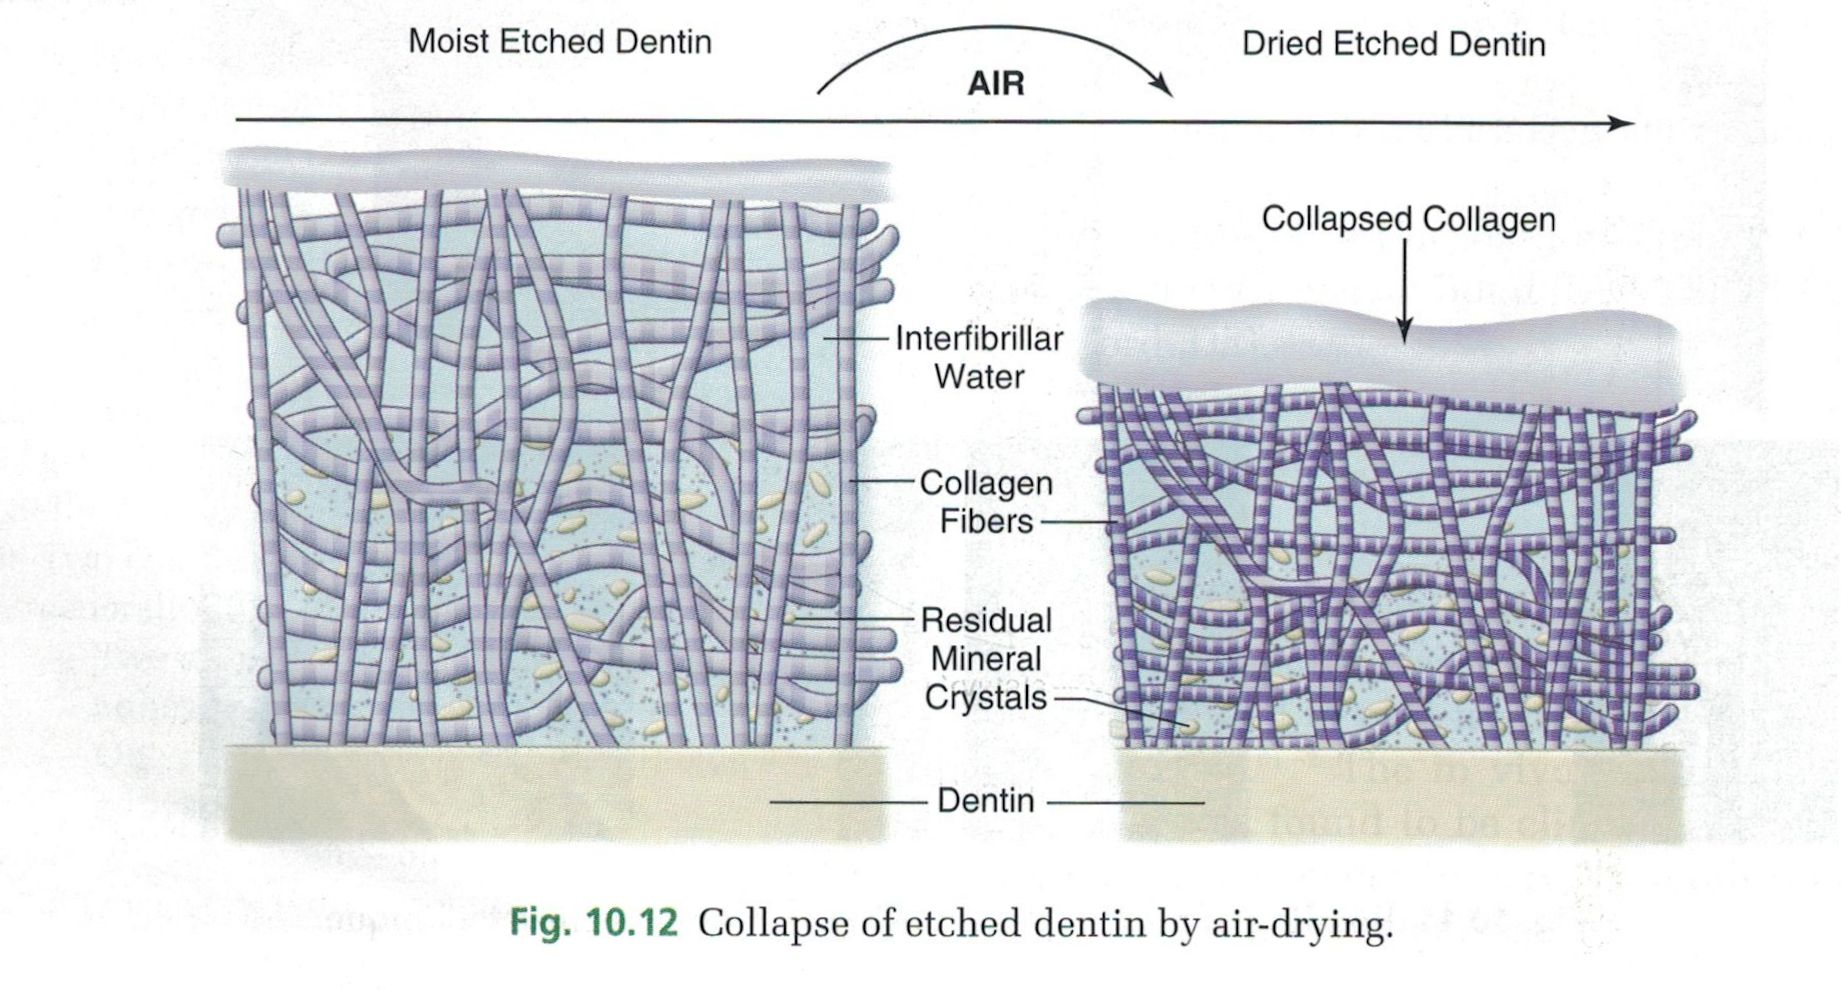 Moist Etched Dentin
AIR
Dried Etched Dentin
Collapsed Collagen
Interfibrillar
Water
Collagen
Fibers
Residual
Mineral
Crystals
Dentin
Fig. 10.12 Collapse of etched dentin by air-drying.